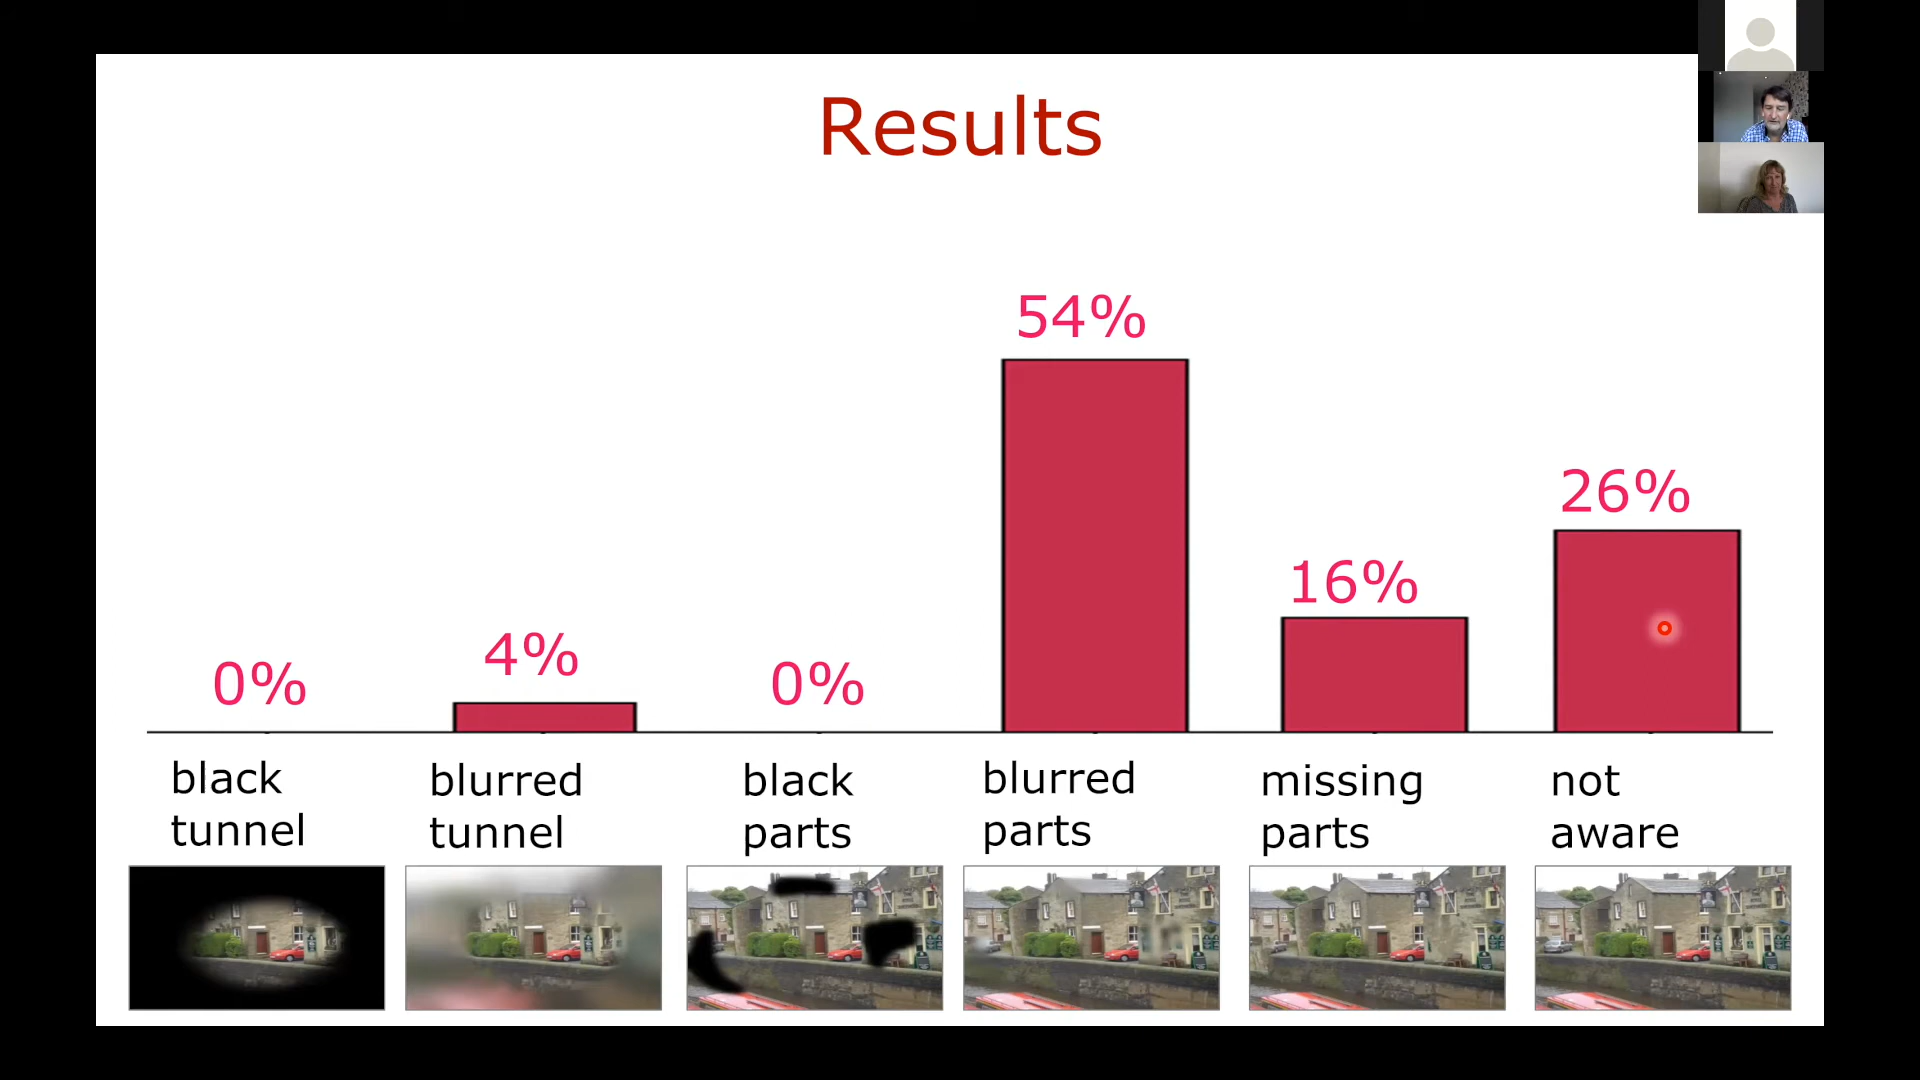 Results
54%
26%
16%
4%
0%
0%
black
tunnel
blurred
tunnel
black
parts
blurred
parts
missing
parts
not
aware